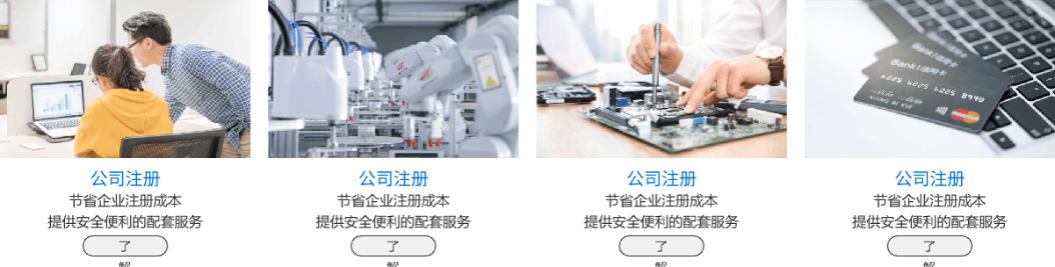 公司注册
节省企业注册成本
提供安全便利的配套服务
了
解
公司注册
节省企业注册成本
提供安全便利的配套服务
了
解
公司注册
节省企业注册成本
提供安全便利的配套服务
了
解
Bank/信用卡
5224 0668
公司注册
节省企业注册成本
提供安全便利的配套服务
了
解